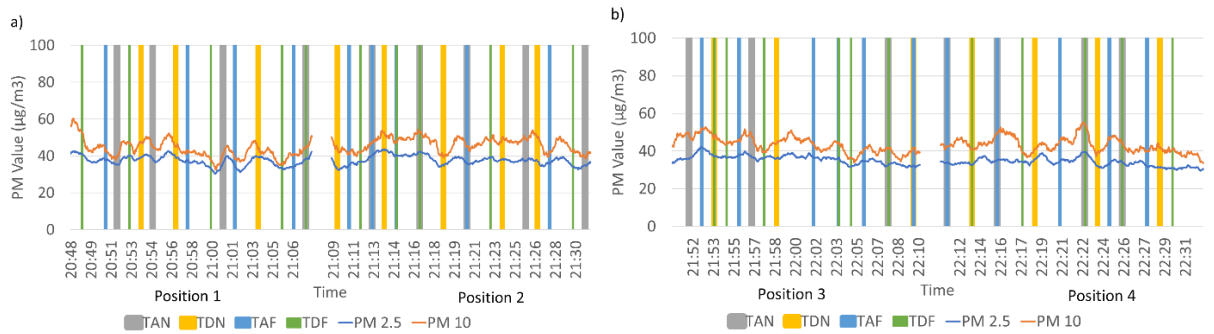 a)
PM Value (µg/m3)
100
80
60
40
20
0
20:48 20:49 20:51 20:53 20:54 20:56 20:58 21:00 21:01 21:03 21:05 21:06 21:09 21:11 21:12 21:13 21:14 21:16 21:18 21:19 21:20 21:23 21:25 21:26 21:28 21:30
Position 1 Time Position 2
TAN TDN TAF TDF PM 2.5 PM 10
b)
PM Value (µg/m3)
100
80
60
40
20
0
21:52 21:53 21:55 21:56 21:57 21:58 22:00 22:02 22:03 22:05 22:07 22:08 22:10 22:12 22:14 22:16 22:17 22:19 22:21 22:22 22:24 22:26 22:27 22:29 22:31
Position 3 Time Position 4
TAN TDN TAF TDF PM 2.5 PM 10